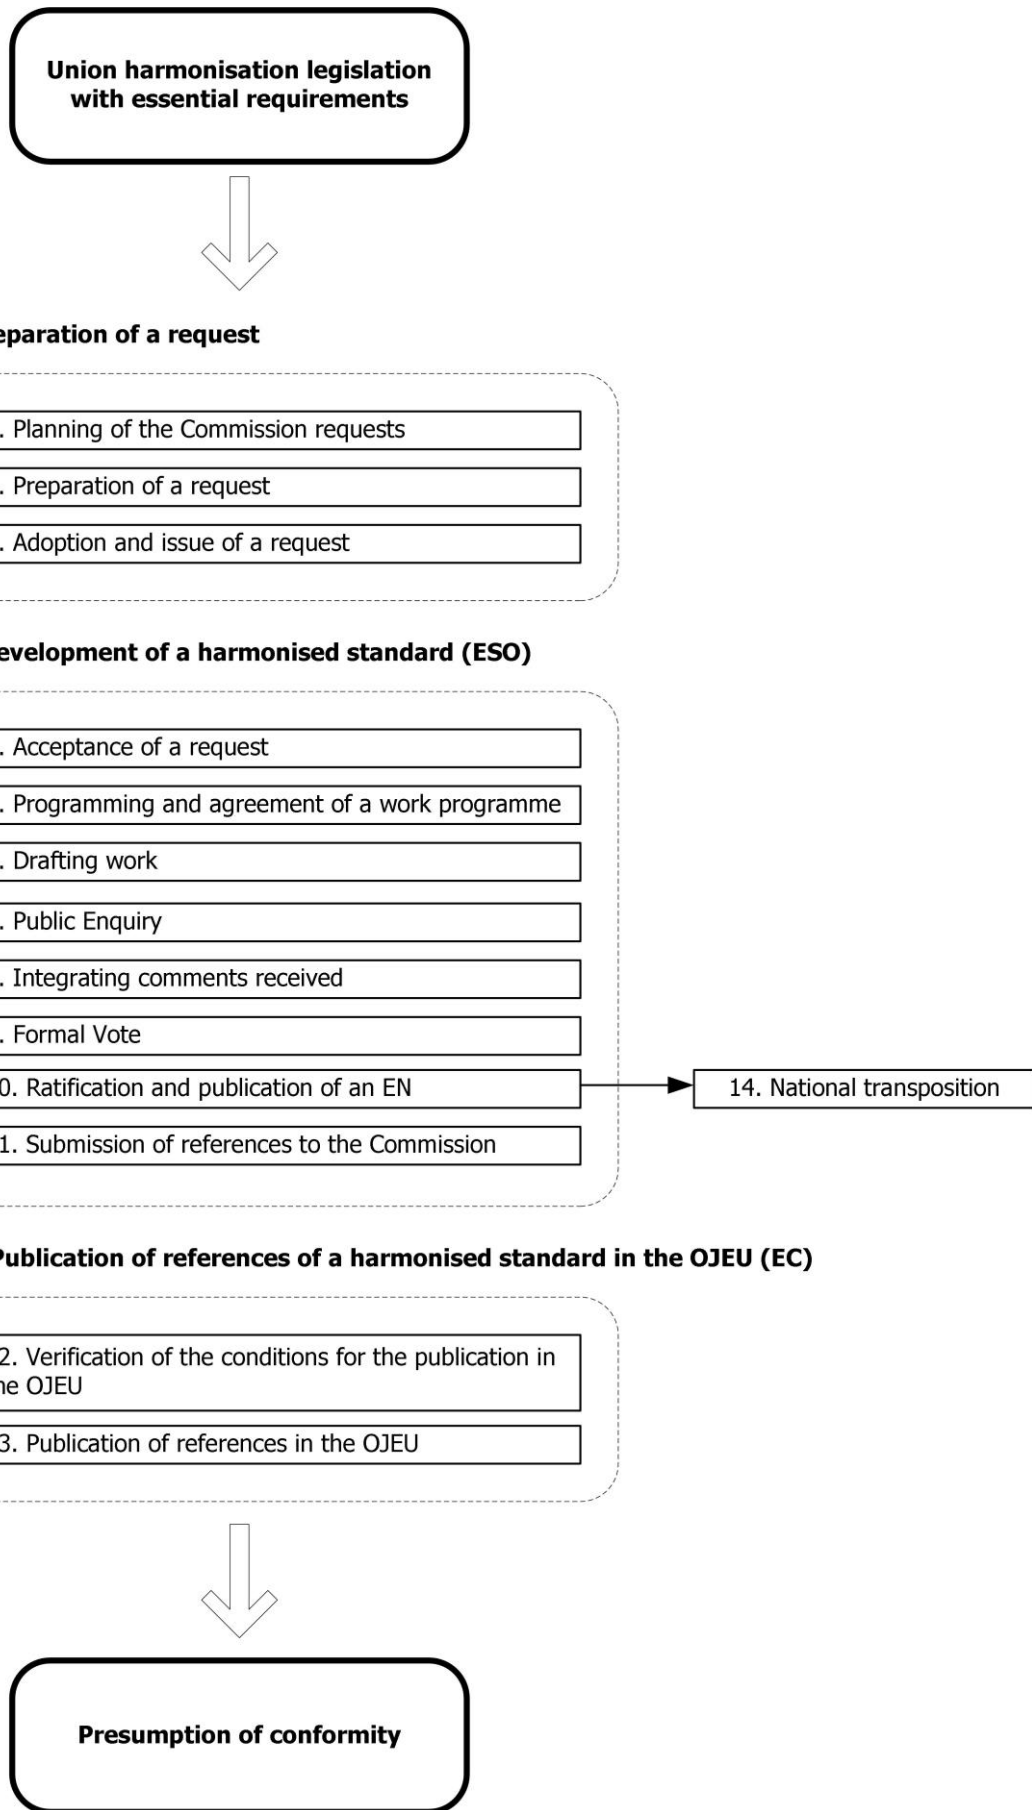 Union harmonisation legislation
with essential requirements
eparation of a request
. Planning of the Commission requests
. Preparation of a request
. Adoption and issue of a request
evelopment of a harmonised standard (ESO)
. Acceptance of a request
. Programming and agreement of a work programme
. Drafting work
. Public Enquiry
. Integrating comments received
. Formal Vote
0. Ratification and publication of an EN
14. National transposition
1. Submission of references to the Commission
Publication of references of a harmonised standard in the OJEU (EC)
2. Verification of the conditions for the publication in
he OJEU
3. Publication of references in the OJEU
Presumption of conformity